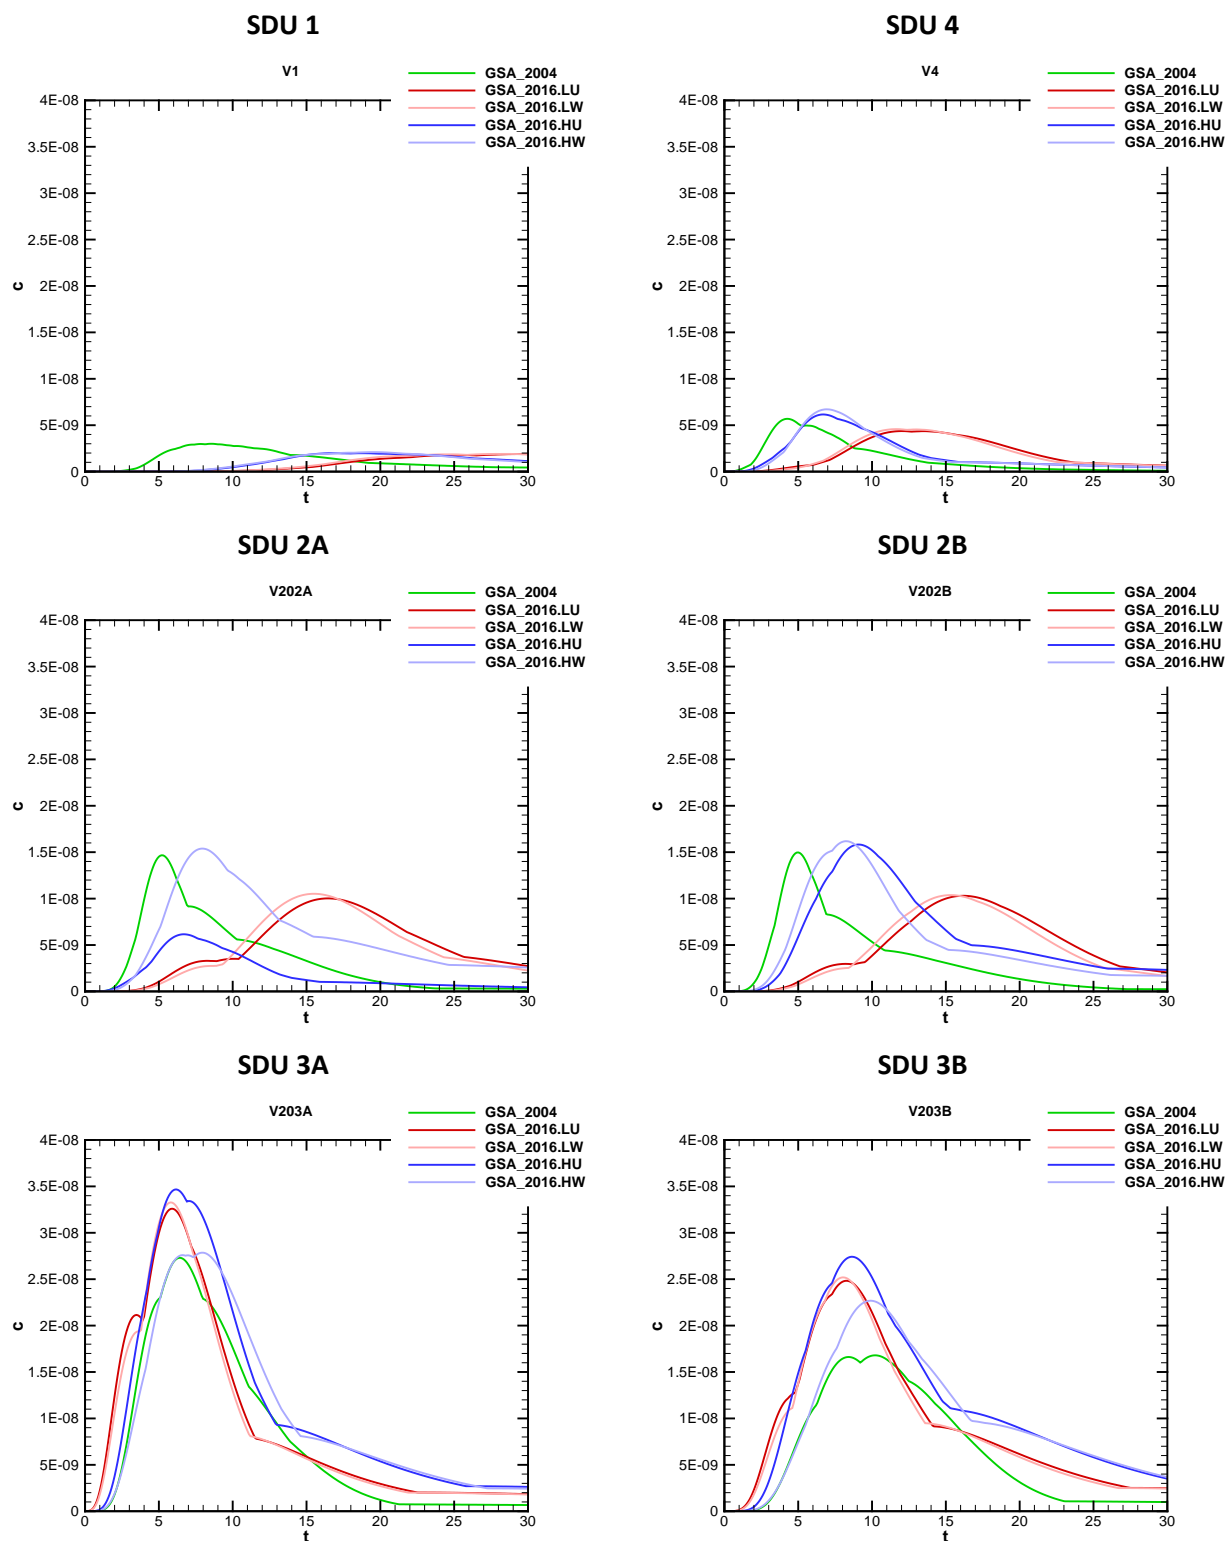 SDU 1
V1
GSA_2004
GSA_2016.LU
GSA_2016.LW
GSA_2016.HU
GSA_2016.HW
4E-08
3.5E-08
3E-08
2.5E-08
2E-08
1.5E-08
1E-08
5E-09
0
c
0 5 10 15 20 25 30
t
SDU 4
V4
GSA_2004
GSA_2016.LU
GSA_2016.LW
GSA_2016.HU
GSA_2016.HW
4E-08
3.5E-08
3E-08
2.5E-08
2E-08
1.5E-08
1E-08
5E-09
0
c
0 5 10 15 20 25 30
t
SDU 2A
V202A
GSA_2004
GSA_2016.LU
GSA_2016.LW
GSA_2016.HU
GSA_2016.HW
4E-08
3.5E-08
3E-08
2.5E-08
2E-08
1.5E-08
1E-08
5E-09
0
c
0 5 10 15 20 25 30
t
SDU 2B
V202B
GSA_2004
GSA_2016.LU
GSA_2016.LW
GSA_2016.HU
GSA_2016.HW
4E-08
3.5E-08
3E-08
2.5E-08
2E-08
1.5E-08
1E-08
5E-09
0
c
0 5 10 15 20 25 30
t
SDU 3A
V203A
GSA_2004
GSA_2016.LU
GSA_2016.LW
GSA_2016.HU
GSA_2016.HW
4E-08
3.5E-08
3E-08
2.5E-08
2E-08
1.5E-08
1E-08
5E-09
0
c
0 5 10 15 20 25 30
t
SDU 3B
V203B
GSA_2004
GSA_2016.LU
GSA_2016.LW
GSA_2016.HU
GSA_2016.HW
4E-08
3.5E-08
3E-08
2.5E-08
2E-08
1.5E-08
1E-08
5E-09
0
c
0 5 10 15 20 25 30
t